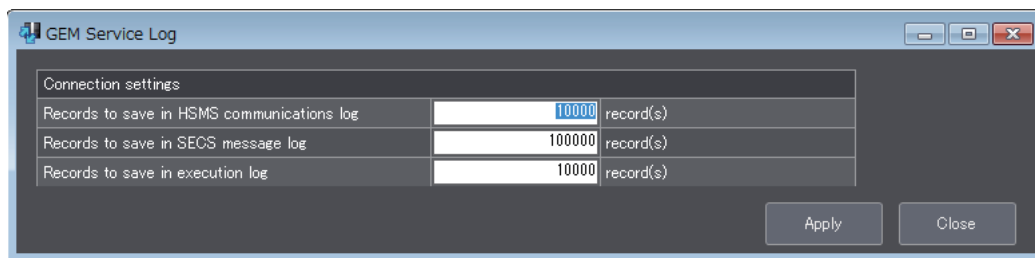 GEM Service Log
Connection settings
Records to save in HSMS communications log 10000 record(s)
Records to save in SECS message log 100000 record(s)
Records to save in execution log 10000 record(s)
Apply Close